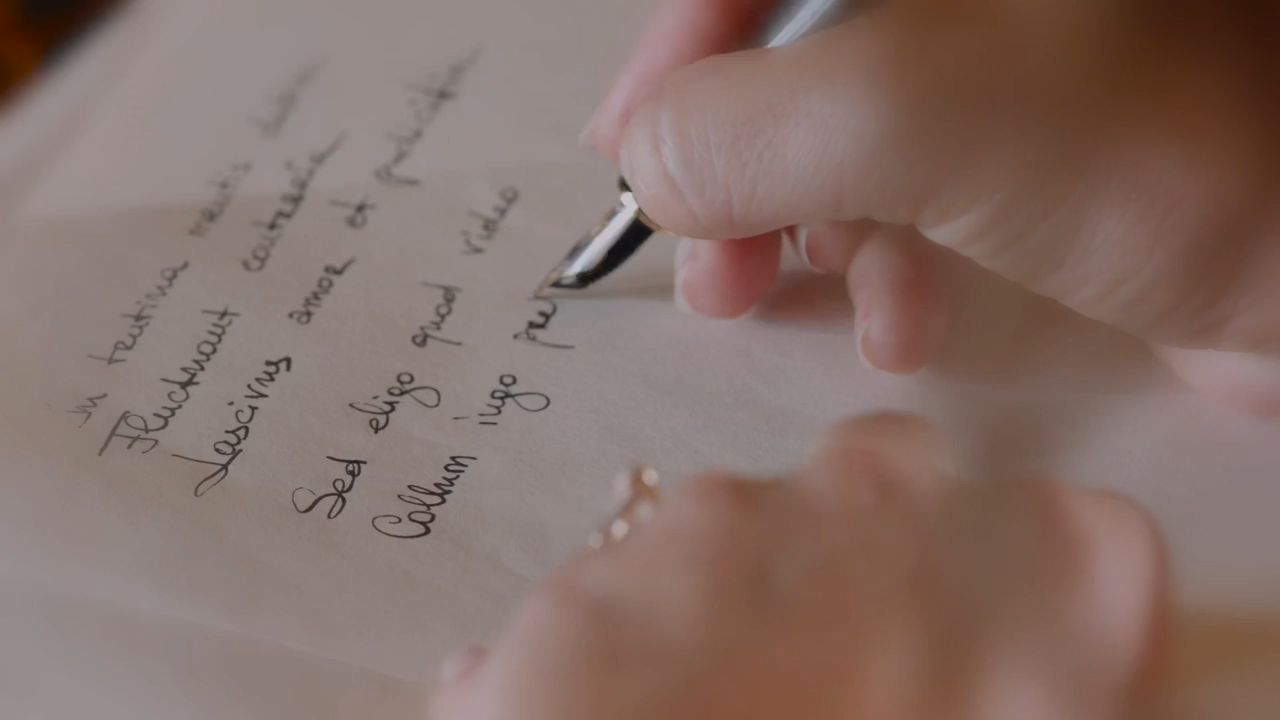 In trutina mentis dubia
Fluctuant contraria
Lascivus amor et pudicitia
Sed eligo quod video
Collum iugo pre